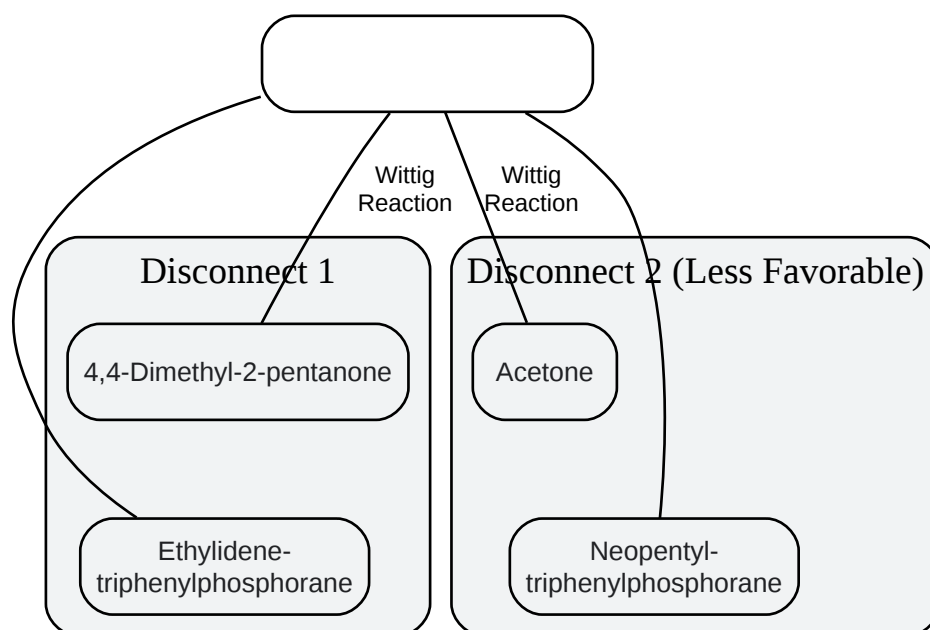 Wittig
Reaction
Wittig
Reaction
Disconnect 1
Disconnect 2 (Less Favorable)
4,4-Dimethyl-2-pentanone
Acetone
Ethylidene-
triphenylphosphorane
Neopentyl-
triphenylphosphorane